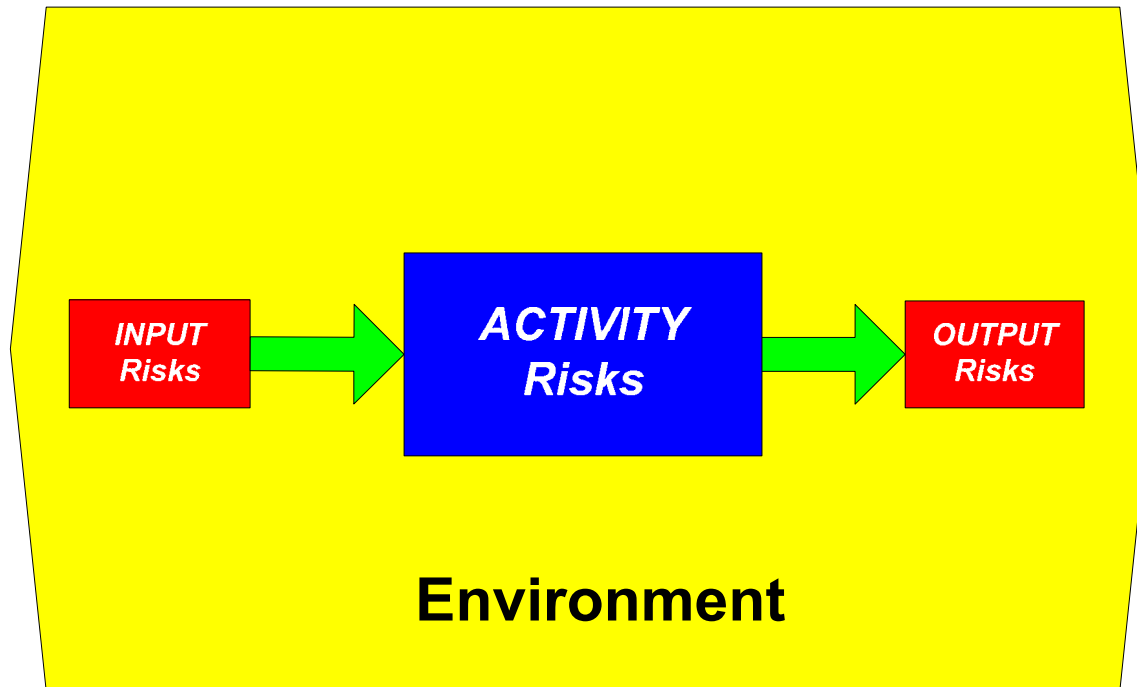 INPUT
Risks
ACTIVITY
Risks
OUTPUT
Risks
Environment